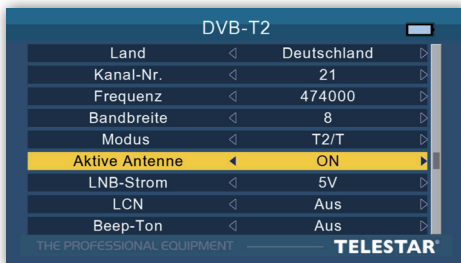 DVB-T2
Land Deutschland
Kanal-Nr. 21
Frequenz 474000
Bandbreite 8
Modus T2/T
Aktive Antenne ON
LNB-Strom 5V
LCN Aus
Beep-Ton Aus
THE PROFESSIONAL EQUIPMENT TELESTAR®